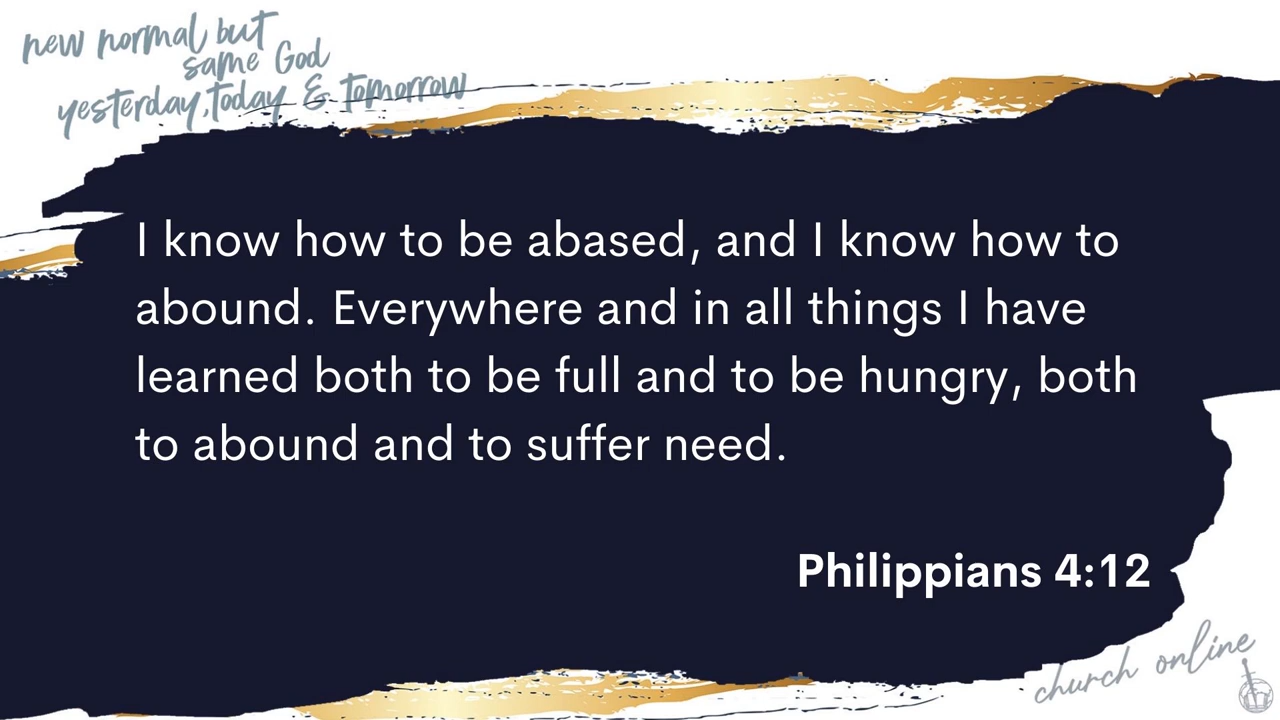 new normal but
same God
yesterday, today & tomorrow
I know how to be abased, and I know how to
abound. Everywhere and in all things I have
learned both to be full and to be hungry, both
to abound and to suffer need.
Philippians 4:12
church online